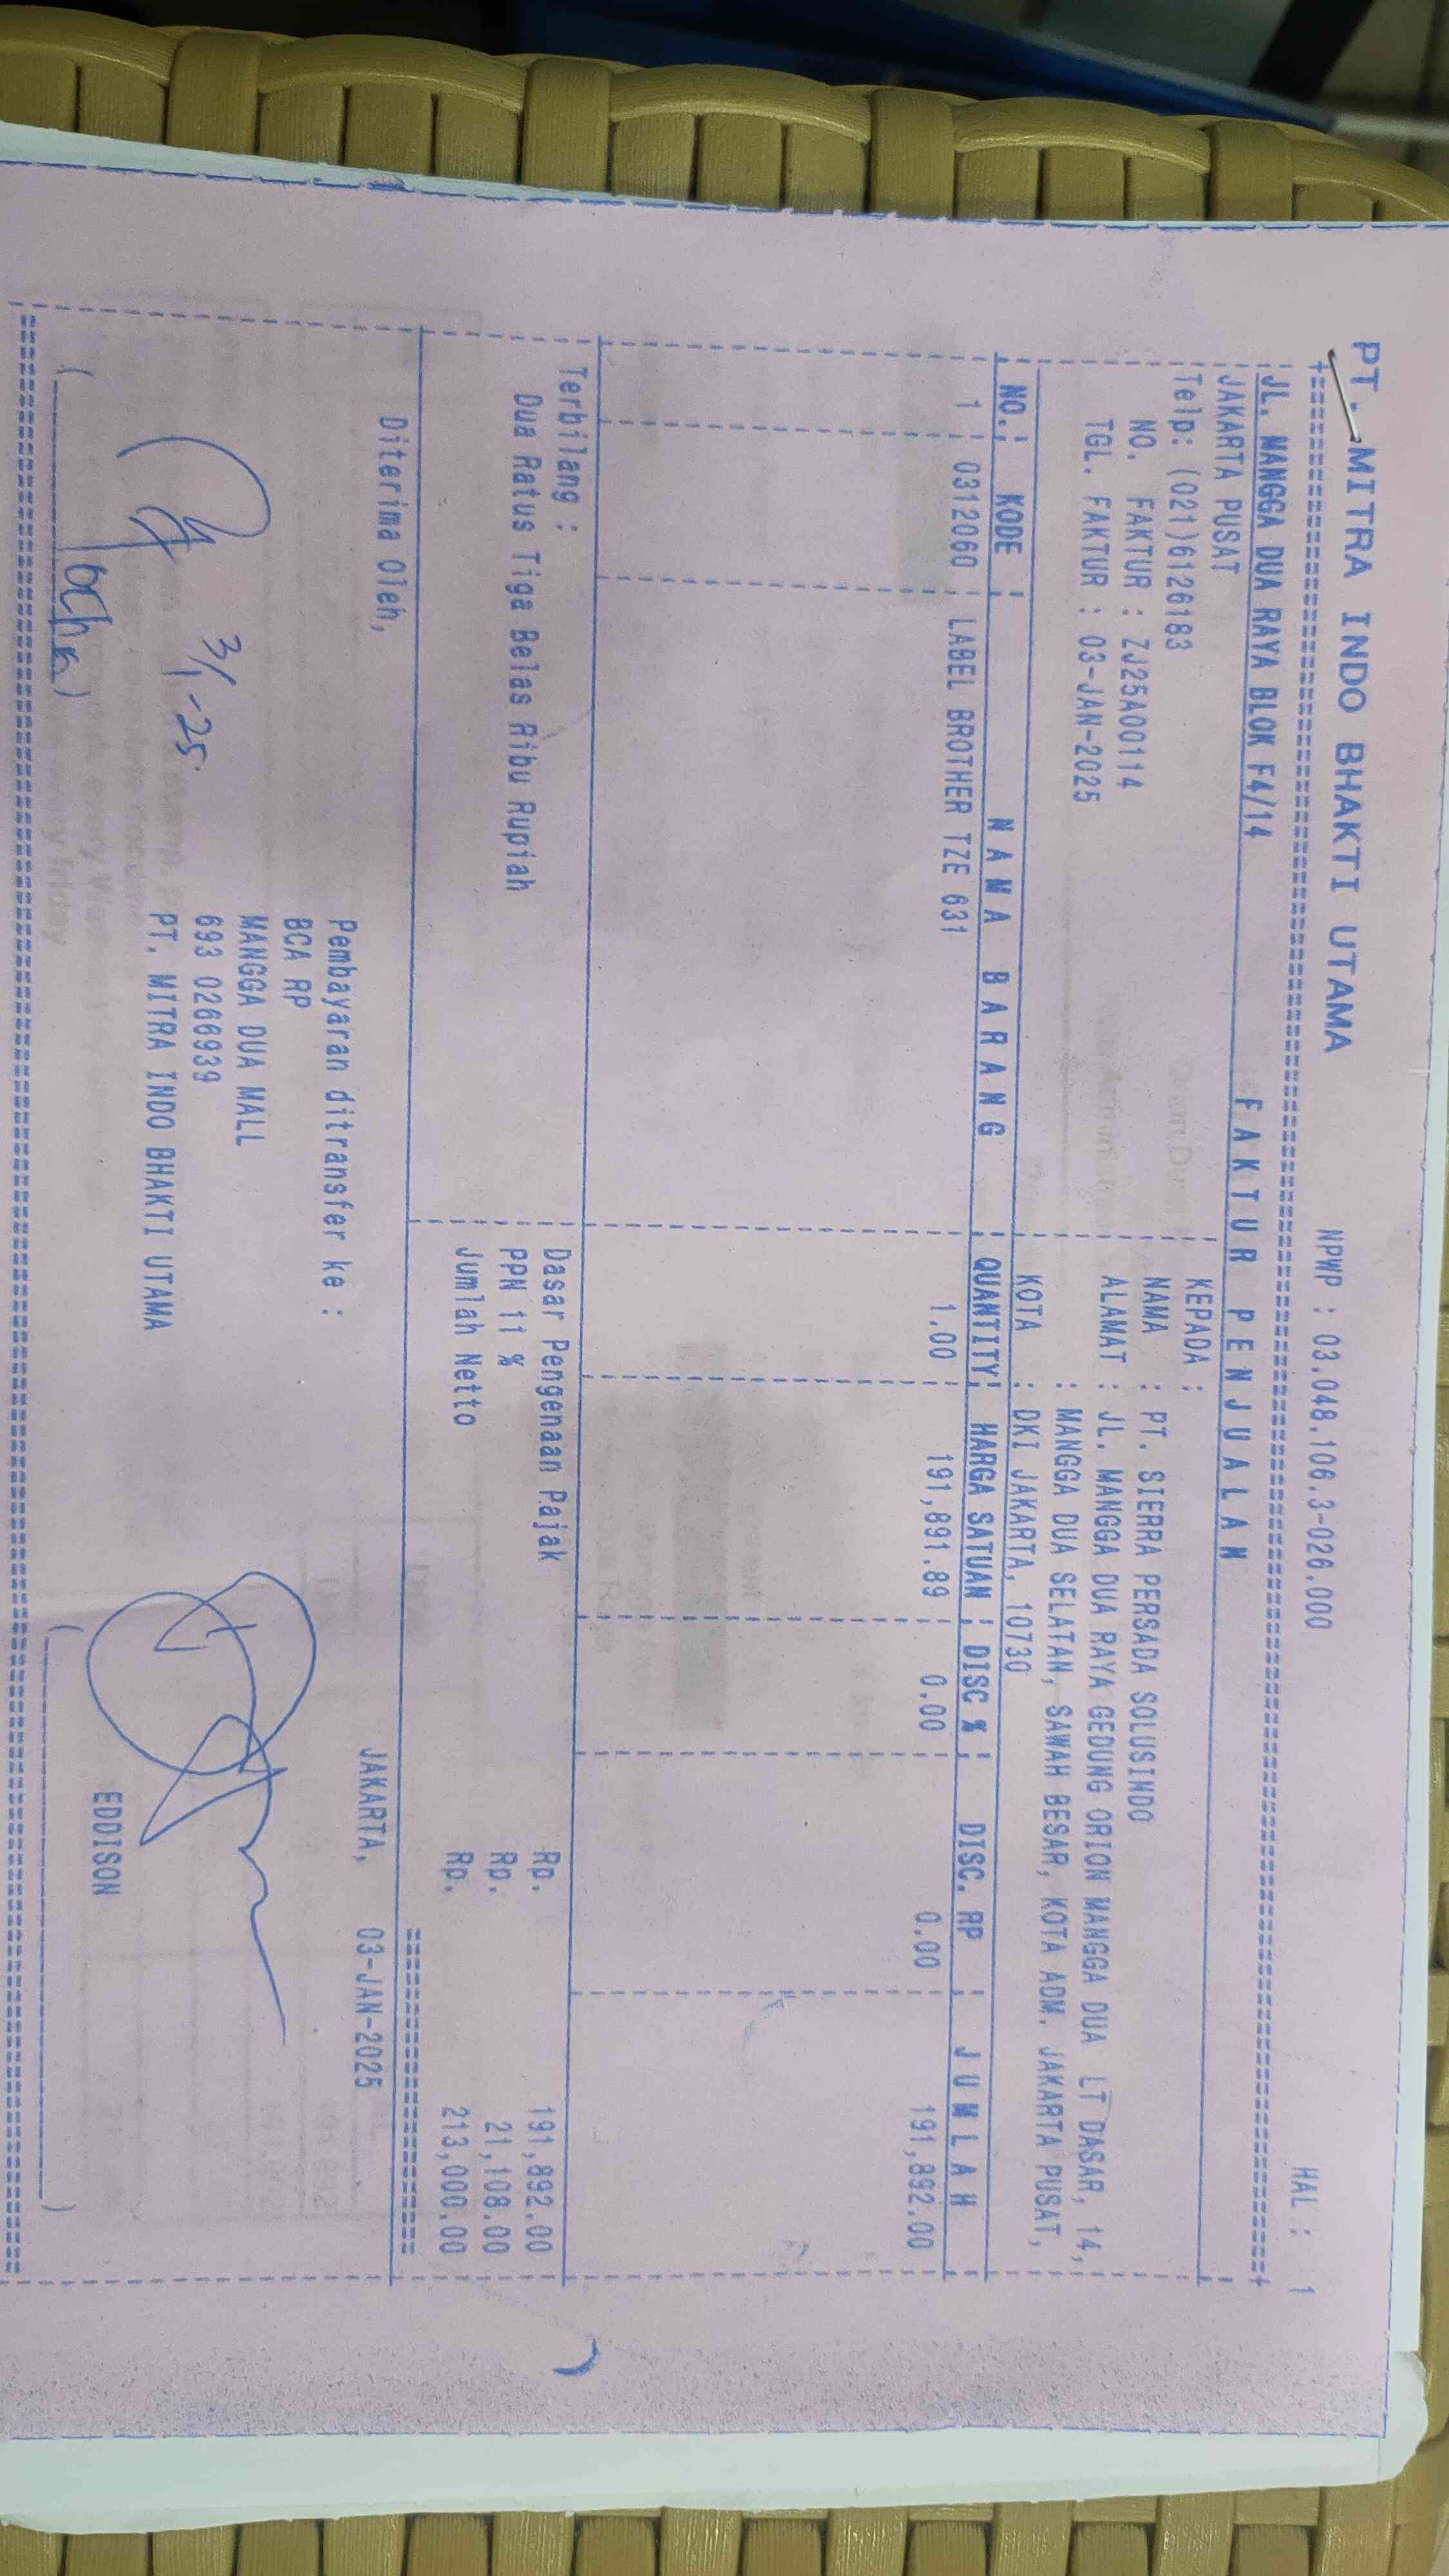 PT. MITRA INDO BHAKTI UTAMA NPWP : 03.048.106.3-026.000 HAL : 1
JL. MANGGA DUA RAYA BLOK F4/14 FAKTUR PENJUALAN
JAKARTA PUSAT KEPADA :
Telp: (021)6126183 NAMA : PT. SIERRA PERSADA SOLUSINDO
NO. FAKTUR : ZJ25A00114 ALAMAT : JL. MANGGA DUA RAYA GEDUNG ORION MANGGA DUA LT DASAR, 14,
TGL. FAKTUR : 03-JAN-2025 : MANGGA DUA SELATAN, SAWAH BESAR, KOTA ADM. JAKARTA PUSAT,
KOTA : DKI JAKARTA, 10730
NO. KODE NAMA BARANG QUANTITY HARGA SATUAN DISC % DISC. RP JUMLAH
1 0312060 LABEL BROTHER TZE 631 1.00 191,891.89 0.00 0.00 191,892.00
Terbilang : Dasar Pengenaan Pajak Rp. 191,892.00
Dua Ratus Tiga Belas Ribu Rupiah PPN 11 % Rp. 21,108.00
Jumlah Netto Rp. 213,000.00
Diterima Oleh, JAKARTA, 03-JAN-2025
Pembayaran ditransfer ke :
BCA RP
MANGGA DUA MALL
693 0266939
PT. MITRA INDO BHAKTI UTAMA
3/1-25.
EDDISON